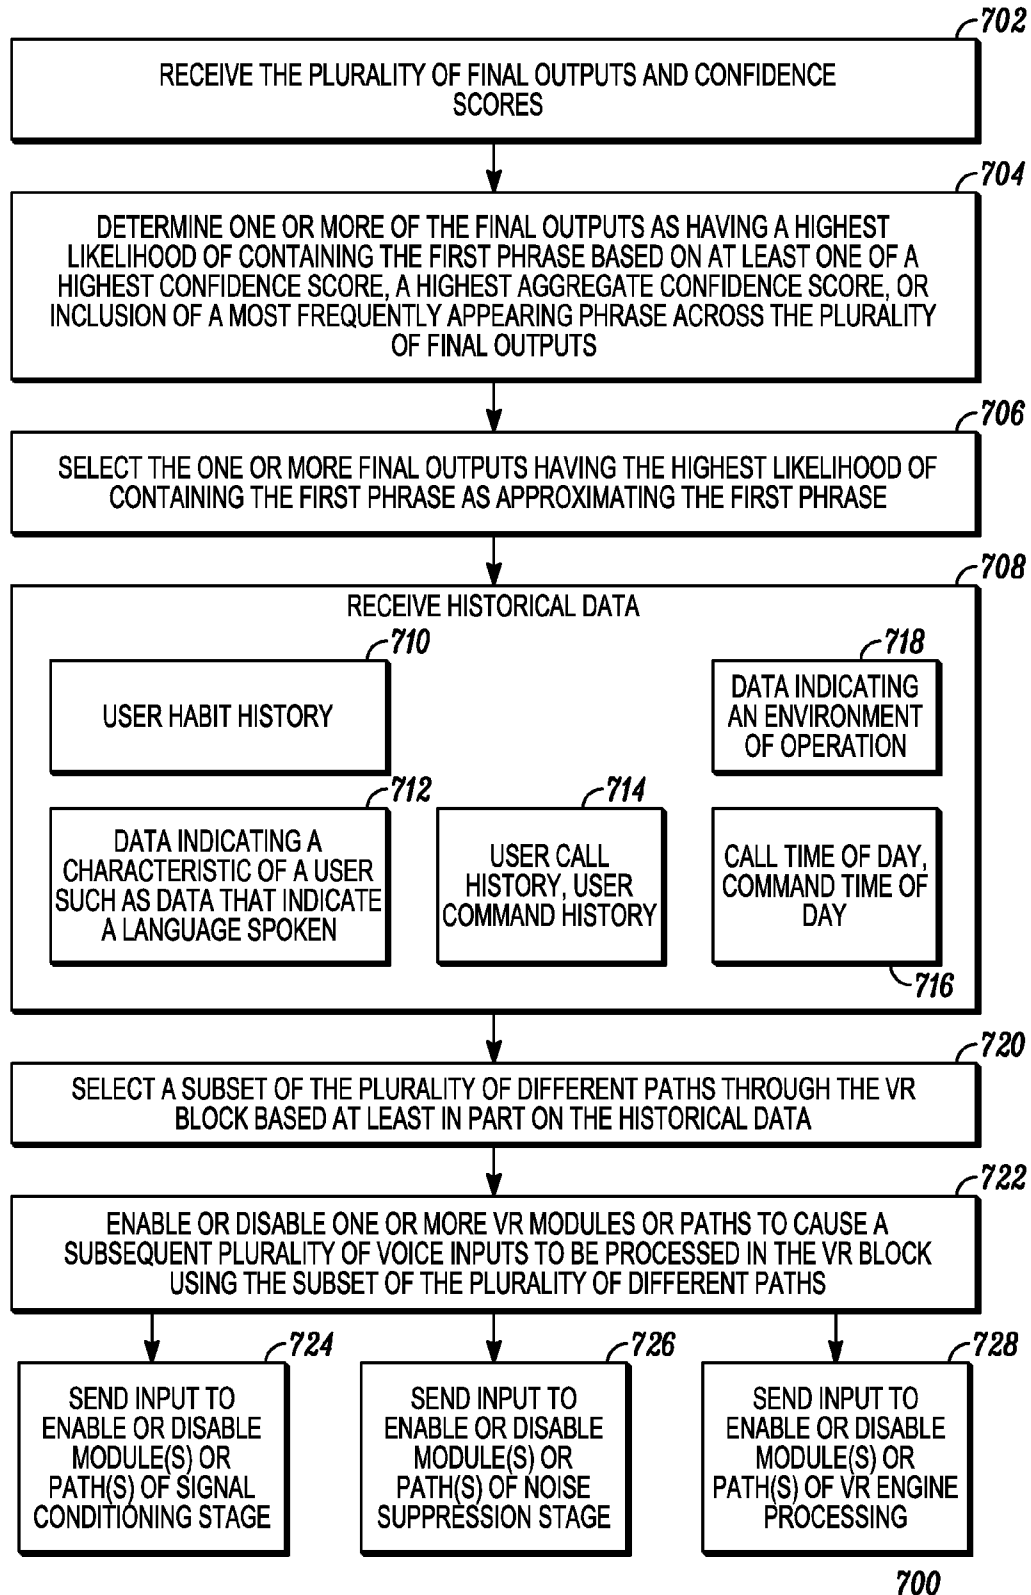 702
RECEIVE THE PLURALITY OF FINAL OUTPUTS AND CONFIDENCE
SCORES
704
DETERMINE ONE OR MORE OF THE FINAL OUTPUTS AS HAVING A HIGHEST
LIKELIHOOD OF CONTAINING THE FIRST PHRASE BASED ON AT LEAST ONE OF A
HIGHEST CONFIDENCE SCORE, A HIGHEST AGGREGATE CONFIDENCE SCORE, OR
INCLUSION OF A MOST FREQUENTLY APPEARING PHRASE ACROSS THE PLURALITY
OF FINAL OUTPUTS
706
SELECT THE ONE OR MORE FINAL OUTPUTS HAVING THE HIGHEST LIKELIHOOD OF
CONTAINING THE FIRST PHRASE AS APPROXIMATING THE FIRST PHRASE
708
RECEIVE HISTORICAL DATA
710
USER HABIT HISTORY
718
DATA INDICATING
AN ENVIRONMENT
OF OPERATION
712
DATA INDICATING A
CHARACTERISTIC OF A USER
SUCH AS DATA THAT INDICATE
A LANGUAGE SPOKEN
714
USER CALL
HISTORY, USER
COMMAND HISTORY
CALL TIME OF DAY,
COMMAND TIME OF
DAY
716
720
SELECT A SUBSET OF THE PLURALITY OF DIFFERENT PATHS THROUGH THE VR
BLOCK BASED AT LEAST IN PART ON THE HISTORICAL DATA
722
ENABLE OR DISABLE ONE OR MORE VR MODULES OR PATHS TO CAUSE A
SUBSEQUENT PLURALITY OF VOICE INPUTS TO BE PROCESSED IN THE VR BLOCK
USING THE SUBSET OF THE PLURALITY OF DIFFERENT PATHS
724
SEND INPUT TO
ENABLE OR DISABLE
MODULE(S) OR
PATH(S) OF SIGNAL
CONDITIONING STAGE
726
SEND INPUT TO
ENABLE OR DISABLE
MODULE(S) OR
PATH(S) OF NOISE
SUPPRESSION STAGE
728
SEND INPUT TO
ENABLE OR DISABLE
MODULE(S) OR
PATH(S) OF VR ENGINE
PROCESSING
700